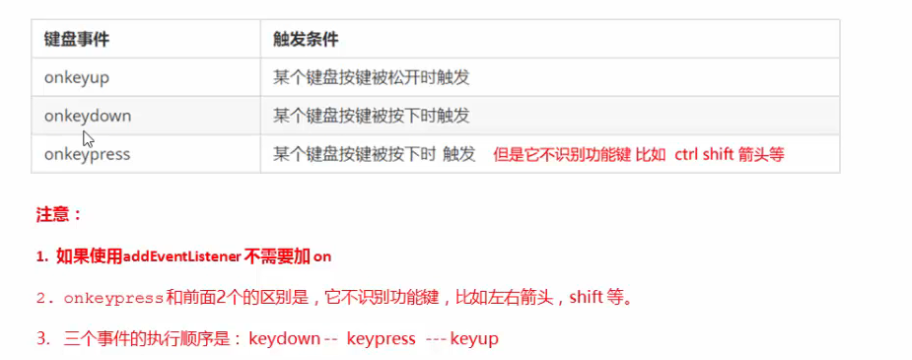 键盘事件 触发条件
onkeyup 某个键盘按键被松开时触发
onkeydown 某个键盘按键被按下时触发
onkeypress 某个键盘按键被按下时 触发 但是它不识别功能键 比如 ctrl shift 箭头等
注意：
1. 如果使用addEventListener 不需要加 on
2. onkeypress和前面2个的区别是，它不识别功能键，比如左右箭头，shift 等。
3. 三个事件的执行顺序是：keydown -- keypress --- keyup